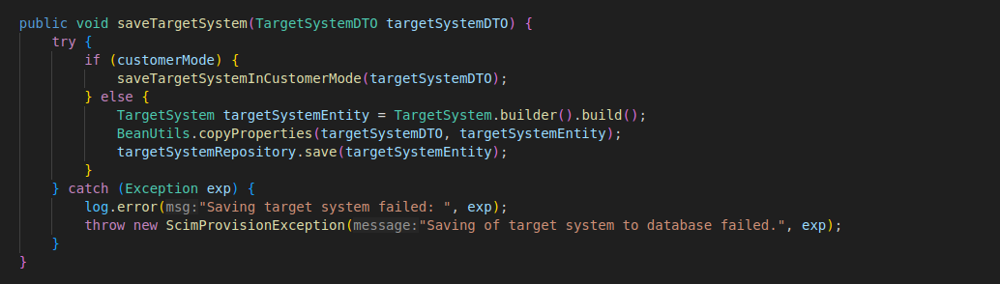 public void saveTargetSystem(TargetSystemDTO targetSystemDTO) {
    try {
        if (customerMode) {
            saveTargetSystemInCustomerMode(targetSystemDTO);
        } else {
            TargetSystem targetSystemEntity = TargetSystem.builder().build();
            BeanUtils.copyProperties(targetSystemDTO, targetSystemEntity);
            targetSystemRepository.save(targetSystemEntity);
        }
    } catch (Exception exp) {
        log.error(msg:"Saving target system failed: ", exp);
        throw new ScimProvisionException(message:"Saving of target system to database failed.", exp);
    }
}